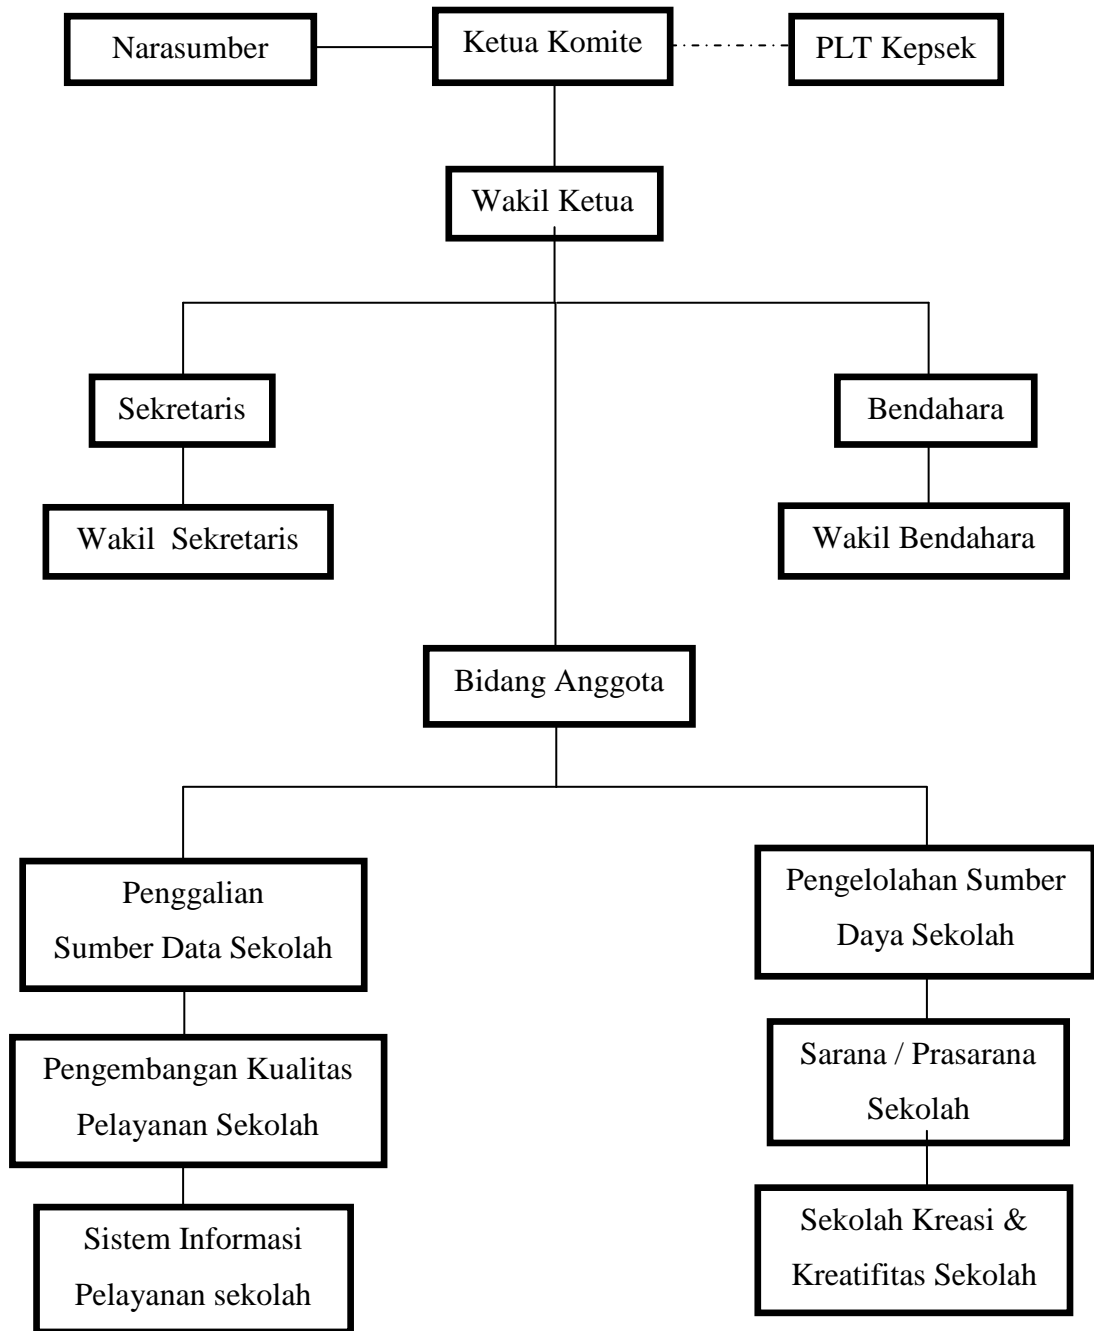 Narasumber
Ketua Komite
PLT Kepsek
Wakil Ketua
Sekretaris
Bendahara
Wakil  Sekretaris
Wakil Bendahara
Bidang Anggota
Penggalian
Sumber Data Sekolah
Pengelolahan Sumber
Daya Sekolah
Pengembangan Kualitas
Pelayanan Sekolah
Sarana / Prasarana
Sekolah
Sistem Informasi
Pelayanan sekolah
Sekolah Kreasi &
Kreatifitas Sekolah